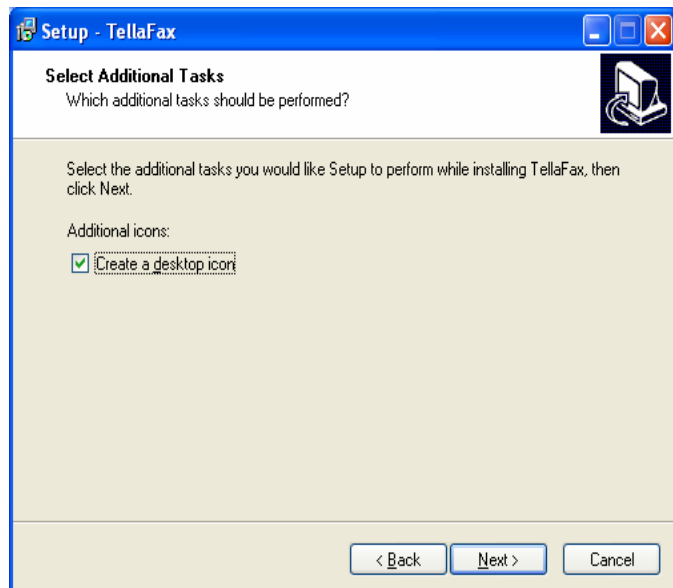 Setup - TellaFax
Select Additional Tasks
Which additional tasks should be performed?
Select the additional tasks you would like Setup to perform while installing TellaFax, then
click Next.
Additional icons:
Create a desktop icon
< Back
Next >
Cancel